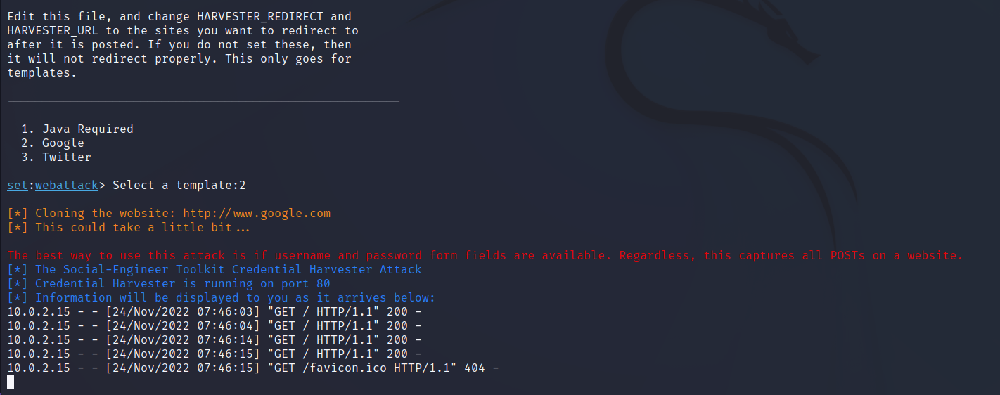 Edit this file, and change HARVESTER_REDIRECT and
HARVESTER_URL to the sites you want to redirect to
after it is posted. If you do not set these, then
it will not redirect properly. This only goes for
templates.
1. Java Required
2. Google
3. Twitter
set:webattack> Select a template:2
[*] Cloning the website: http://www.google.com
[*] This could take a little bit...
The best way to use this attack is if username and password form fields are available. Regardless, this captures all POSTs on a website.
[*] The Social-Engineer Toolkit Credential Harvester Attack
[*] Credential Harvester is running on port 80
[*] Information will be displayed to you as it arrives below:
10.0.2.15 - - [24/Nov/2022 07:46:03] "GET / HTTP/1.1" 200 -
10.0.2.15 - - [24/Nov/2022 07:46:04] "GET / HTTP/1.1" 200 -
10.0.2.15 - - [24/Nov/2022 07:46:14] "GET / HTTP/1.1" 200 -
10.0.2.15 - - [24/Nov/2022 07:46:15] "GET / HTTP/1.1" 200 -
10.0.2.15 - - [24/Nov/2022 07:46:15] "GET /favicon.ico HTTP/1.1" 404 -